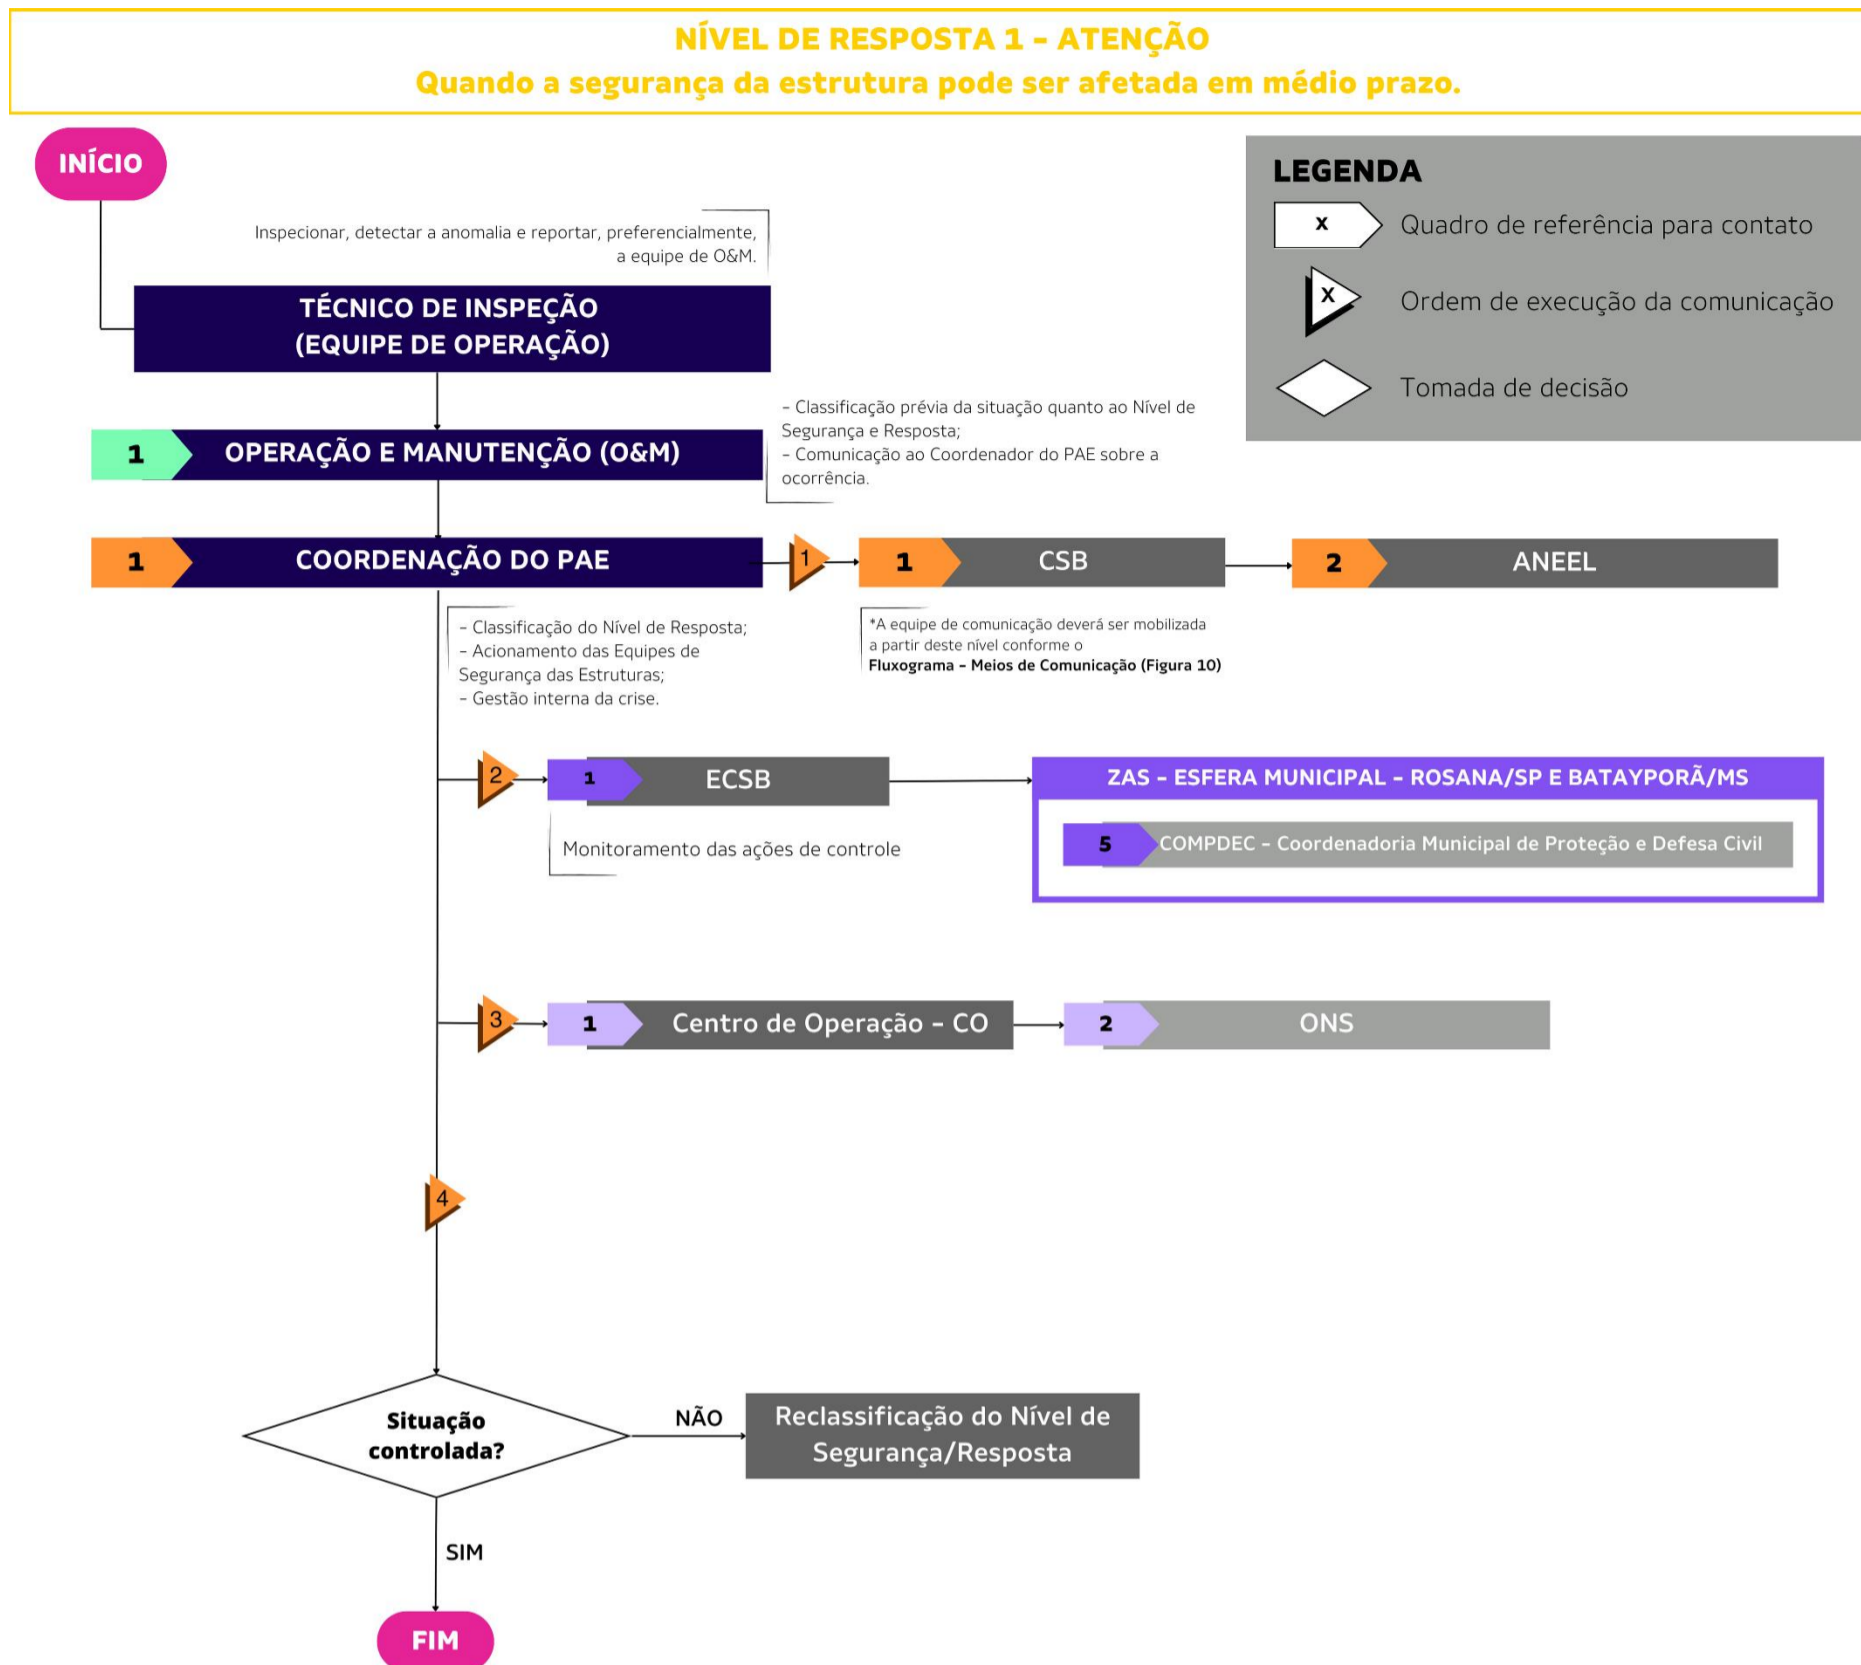 NÍVEL DE RESPOSTA 1 – ATENÇÃO
Quando a segurança da estrutura pode ser afetada em médio prazo.
INÍCIO
LEGENDA
x
Quadro de referência para contato
X
Ordem de execução da comunicação
Tomada de decisão
Inspecionar, detectar a anomalia e reportar, preferencialmente,
a equipe de O&M.
TÉCNICO DE INSPEÇÃO
(EQUIPE DE OPERAÇÃO)
– Classificação prévia da situação quanto ao Nível de
Segurança e Resposta;
– Comunicação ao Coordenador do PAE sobre a
ocorrência.
1
OPERAÇÃO E MANUTENÇÃO (O&M)
1
COORDENAÇÃO DO PAE
1
1
CSB
2
ANEEL
– Classificação do Nível de Resposta;
– Acionamento das Equipes de
Segurança das Estruturas;
– Gestão interna da crise.
*A equipe de comunicação deverá ser mobilizada
a partir deste nível conforme o
Fluxograma – Meios de Comunicação (Figura 10)
2
1
ECSB
ZAS – ESFERA MUNICIPAL – ROSANA/SP E BATAYPORÃ/MS
5
COMPDEC – Coordenadoria Municipal de Proteção e Defesa Civil
Monitoramento das ações de controle
3
1
Centro de Operação – CO
2
ONS
4
Situação
controlada?
NÃO
Reclassificação do Nível de
Segurança/Resposta
SIM
FIM